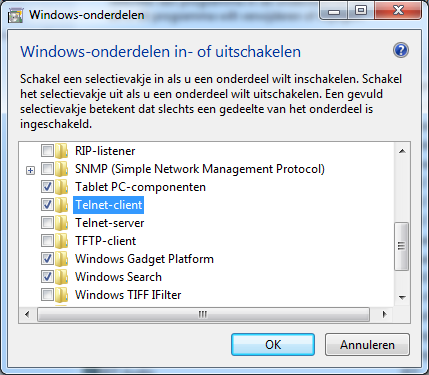 Windows-onderdelen
Windows-onderdelen in- of uitschakelen
Schakel een selectievakje in als u een onderdeel wilt inschakelen. Schakel
het selectievakje uit als u een onderdeel wilt uitschakelen. Een gevuld
selectievakje betekent dat slechts een gedeelte van het onderdeel is
ingeschakeld.
RIP-listener
SNMP (Simple Network Management Protocol)
Tablet PC-componenten
Telnet-client
Telnet-server
TFTP-client
Windows Gadget Platform
Windows Search
Windows TIFF IFilter
OK
Annuleren